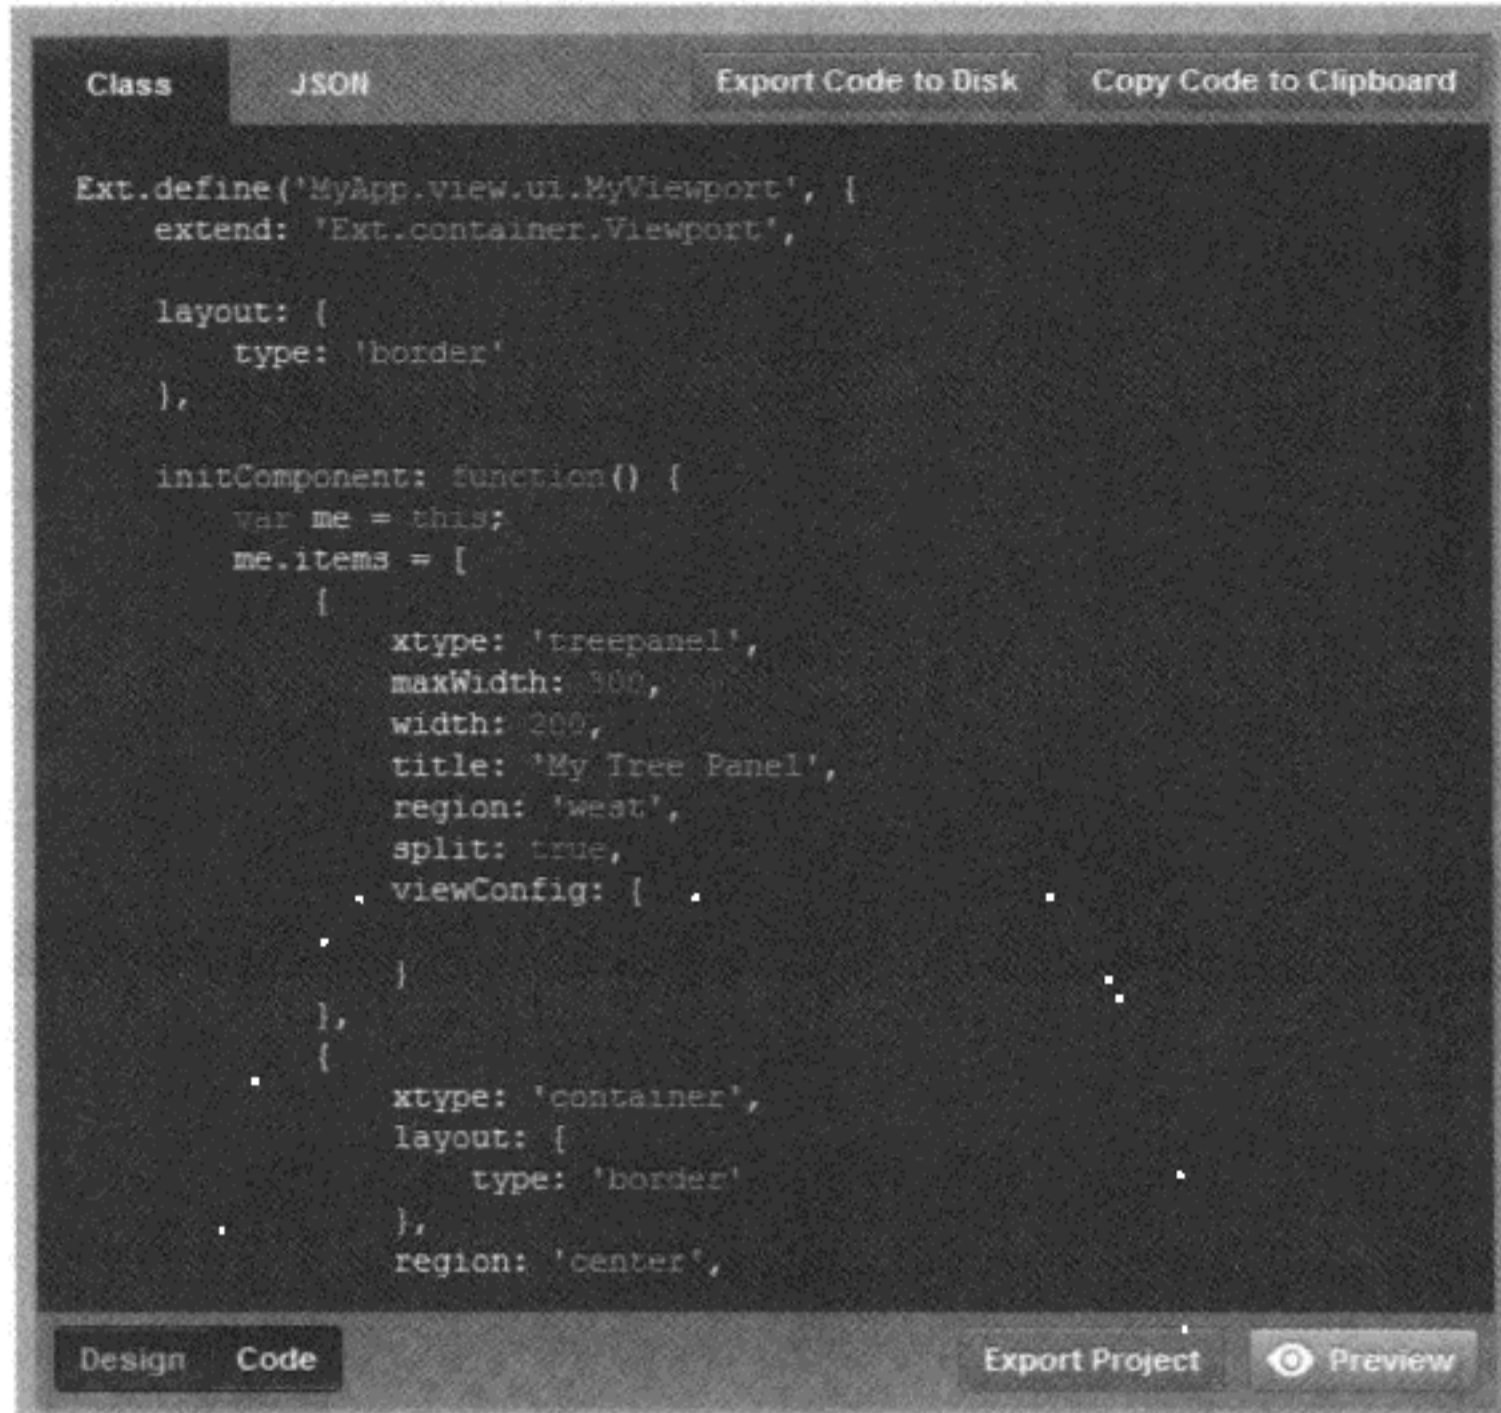 Class JSON Export Code to Disk Copy Code to Clipboard
Ext.define('MyApp.view.ui.MyViewport', {
    extend: 'Ext.container.Viewport',

    layout: {
        type: 'border'
    },

    initComponent: function() {
        var me = this;
        me.items = [
            {
                xtype: 'treepanel',
                maxWidth: 300,
                width: 200,
                title: 'My Tree Panel',
                region: 'west',
                split: true,
                viewConfig: {

                }
            },
            {
                xtype: 'container',
                layout: {
                    type: 'border'
                },
                region: 'center',
Design Code Export Project Preview